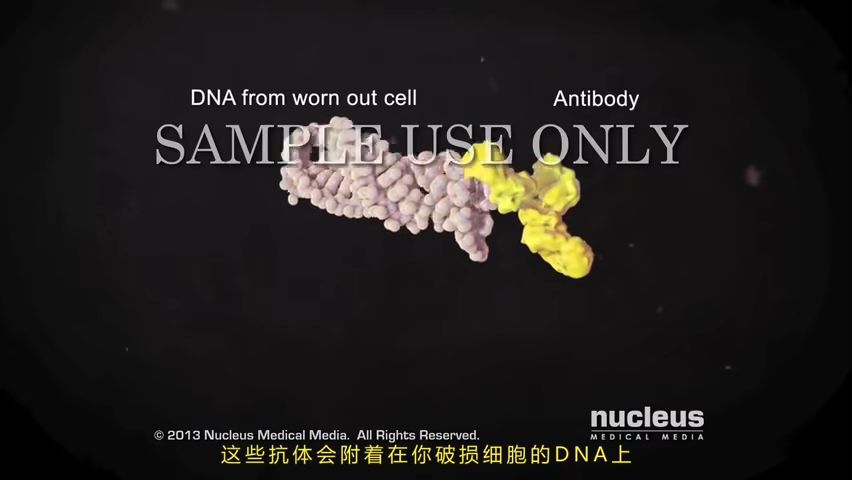 DNA from worn out cell
Antibody
SAMPLE USE ONLY
nucleus
MEDICAL MEDIA
© 2013 Nucleus Medical Media. All Rights Reserved.
这些抗体会附着在你破损细胞的DNA上